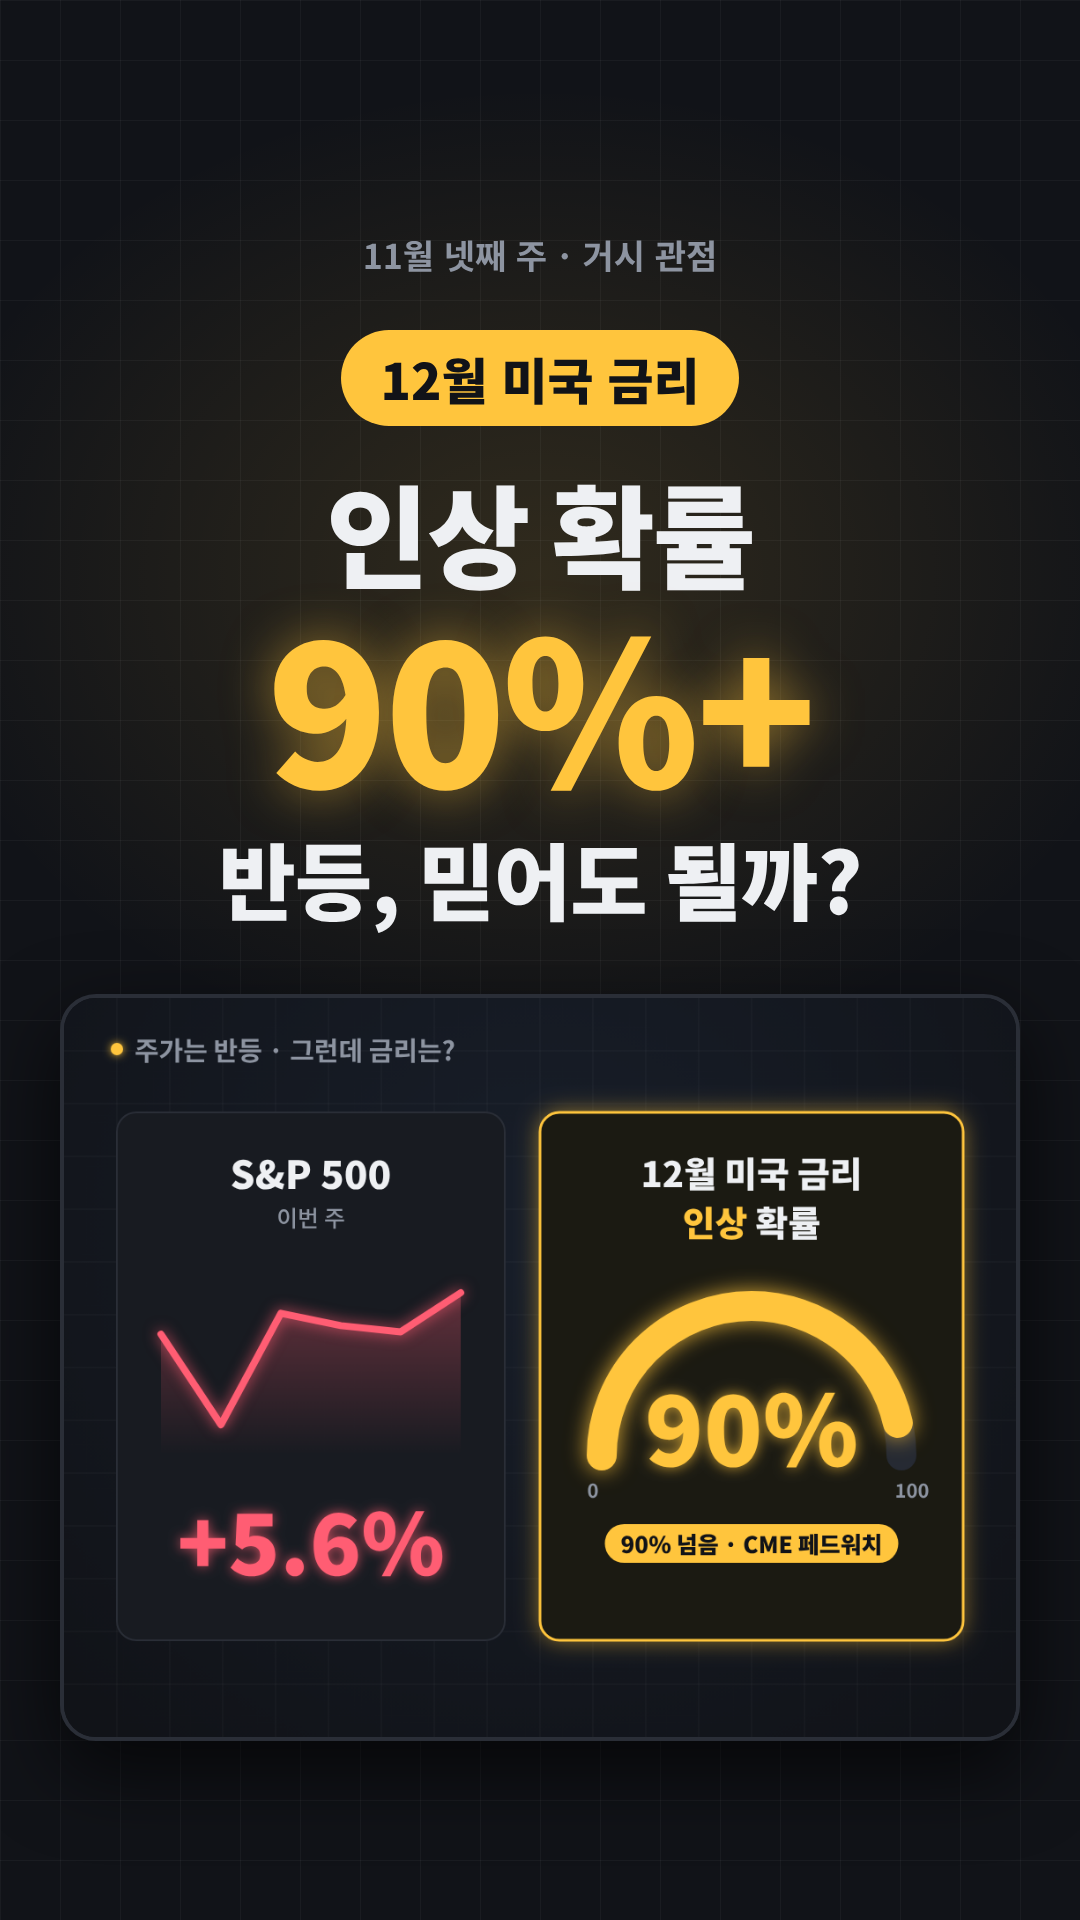 11월 넷째 주 · 거시 관점
12월 미국 금리
인상 확률
90%+
반등, 믿어도 될까?
주가는 반등 · 그런데 금리는?
S&P 500
이번 주
+5.6%
12월 미국 금리
인상 확률
90%
0
100
90% 넘음 · CME 페드워치